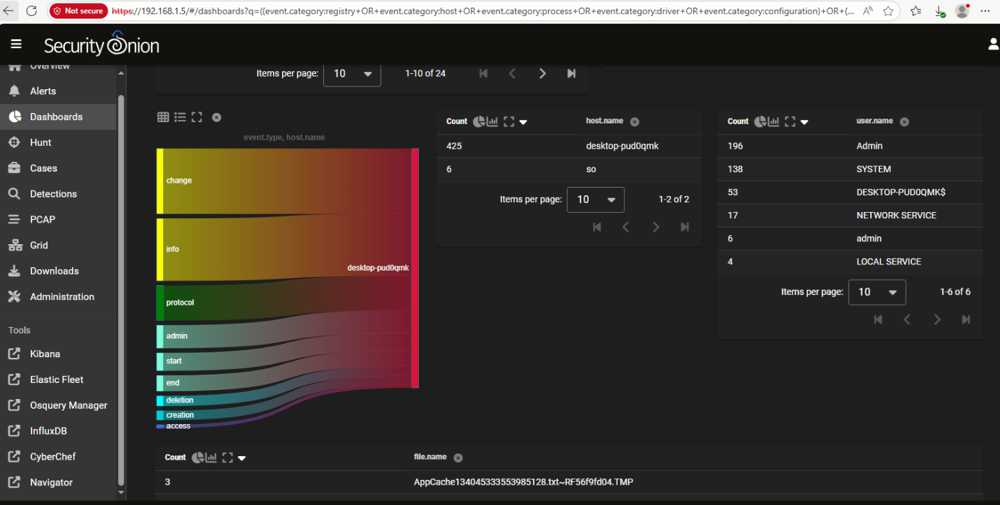 Not secure https://192.168.1.5/#/dashboards?q=((event.category:registry+OR+event.category:host+OR+event.category:process+OR+event.category:driver+OR+event.category:configuration)+OR+(...
Security Onion
Overview
Alerts
Dashboards
Hunt
Cases
Detections
PCAP
Grid
Downloads
Administration
Tools
Kibana
Elastic Fleet
Osquery Manager
InfluxDB
CyberChef
Navigator
Items per page: 10 1-10 of 24
event.type, host.name
change
info
desktop-pud0qmk
protocol
admin
start
end
deletion
creation
access
Count host.name
425 desktop-pud0qmk
6 so
Items per page: 10 1-2 of 2
Count user.name
196 Admin
138 SYSTEM
53 DESKTOP-PUD0QMK$
17 NETWORK SERVICE
6 admin
4 LOCAL SERVICE
Items per page: 10 1-6 of 6
Count file.name
3 AppCache134045333553985128.txt~RF56f9fd04.TMP